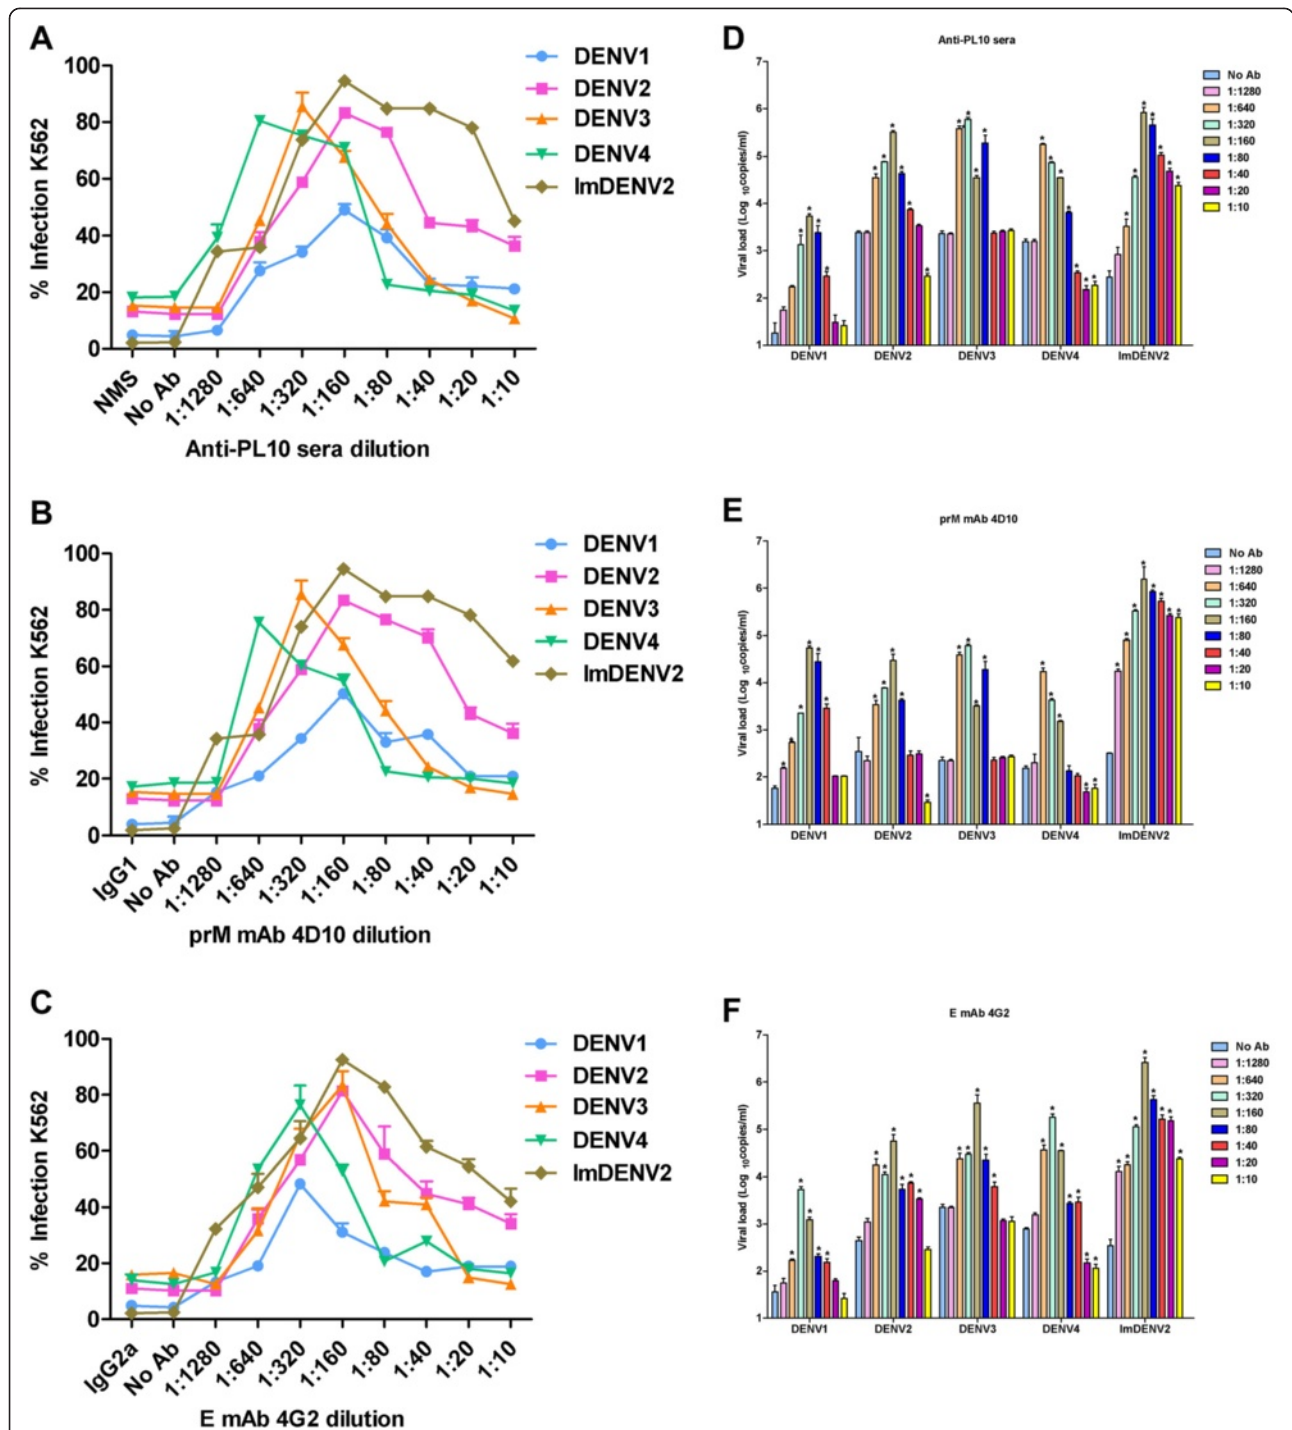 A
% Infection K562
100
80
60
40
20
0
NMS
No Ab
1:1280
1:640
1:320
1:160
1:80
1:40
1:20
1:10
Anti-PL10 sera dilution
DENV1
DENV2
DENV3
DENV4
ImDENV2
D
Anti-PL10 sera
Viral load (Log 10copies/ml)
7
6
5
4
3
2
1
DENV1
DENV2
DENV3
DENV4
ImDENV2
No Ab
1:1280
1:640
1:320
1:160
1:80
1:40
1:20
1:10
B
% Infection K562
100
80
60
40
20
0
IgG1
No Ab
1:1280
1:640
1:320
1:160
1:80
1:40
1:20
1:10
prM mAb 4D10 dilution
DENV1
DENV2
DENV3
DENV4
ImDENV2
E
prM mAb 4D10
Viral load (Log 10copies/ml)
7
6
5
4
3
2
1
DENV1
DENV2
DENV3
DENV4
ImDENV2
No Ab
1:1280
1:640
1:320
1:160
1:80
1:40
1:20
1:10
C
% Infection K562
100
80
60
40
20
0
IgG2a
No Ab
1:1280
1:640
1:320
1:160
1:80
1:40
1:20
1:10
E mAb 4G2 dilution
DENV1
DENV2
DENV3
DENV4
ImDENV2
F
E mAb 4G2
Viral load (Log 10copies/ml)
7
6
5
4
3
2
1
DENV1
DENV2
DENV3
DENV4
ImDENV2
No Ab
1:1280
1:640
1:320
1:160
1:80
1:40
1:20
1:10